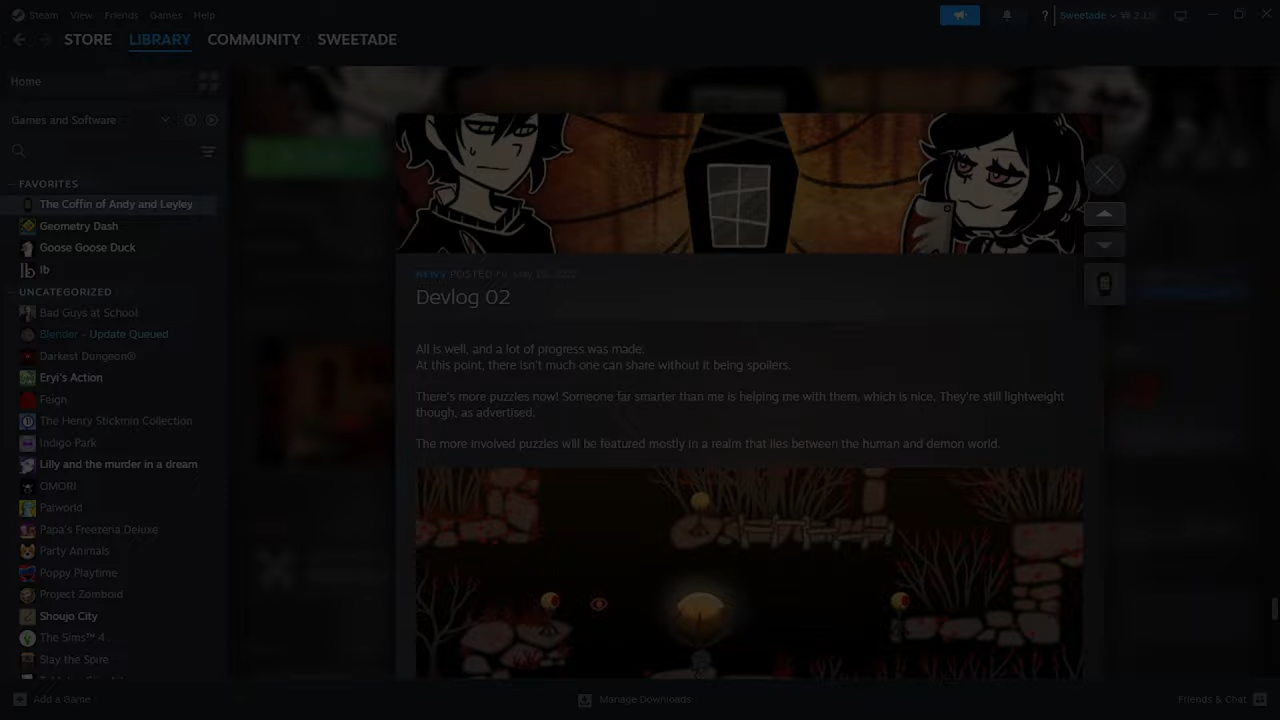 Steam View Friends Games Help
Sweetade
STORE LIBRARY COMMUNITY SWEETADE
Home
Games and Software
FAVORITES
The Coffin of Andy and Leyley
Geometry Dash
Goose Goose Duck
Ib
UNCATEGORIZED
Bad Guys at School
Blender - Update Queued
Darkest Dungeon®
Eryi's Action
Feign
The Henry Stickmin Collection
Indigo Park
Lilly and the murder in a dream
OMORI
Palworld
Papa's Freezeria Deluxe
Party Animals
Poppy Playtime
Project Zomboid
Shoujo City
The Sims™ 4
Slay the Spire
NEWS POSTED
Devlog 02
All is well, and a lot of progress was made.
At this point, there isn't much one can share without it being spoilers.
There's more puzzles now! Someone far smarter than me is helping me with them, which is nice. They're still lightweight
though, as advertised.
The more involved puzzles will be featured mostly in a realm that lies between the human and demon world.
Add a Game
Manage Downloads
Friends & Chat